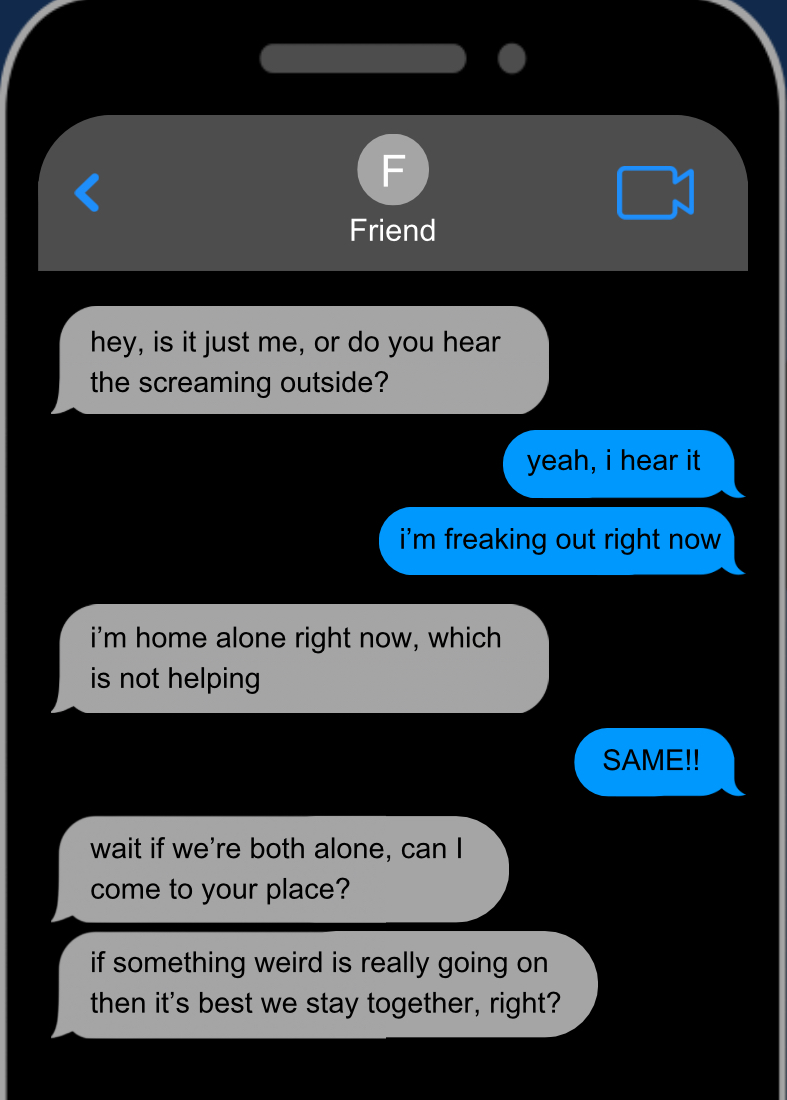 F
Friend
hey, is it just me, or do you hear
the screaming outside?
yeah, i hear it
i’m freaking out right now
i’m home alone right now, which
is not helping
SAME!!
wait if we’re both alone, can I
come to your place?
if something weird is really going on
then it’s best we stay together, right?